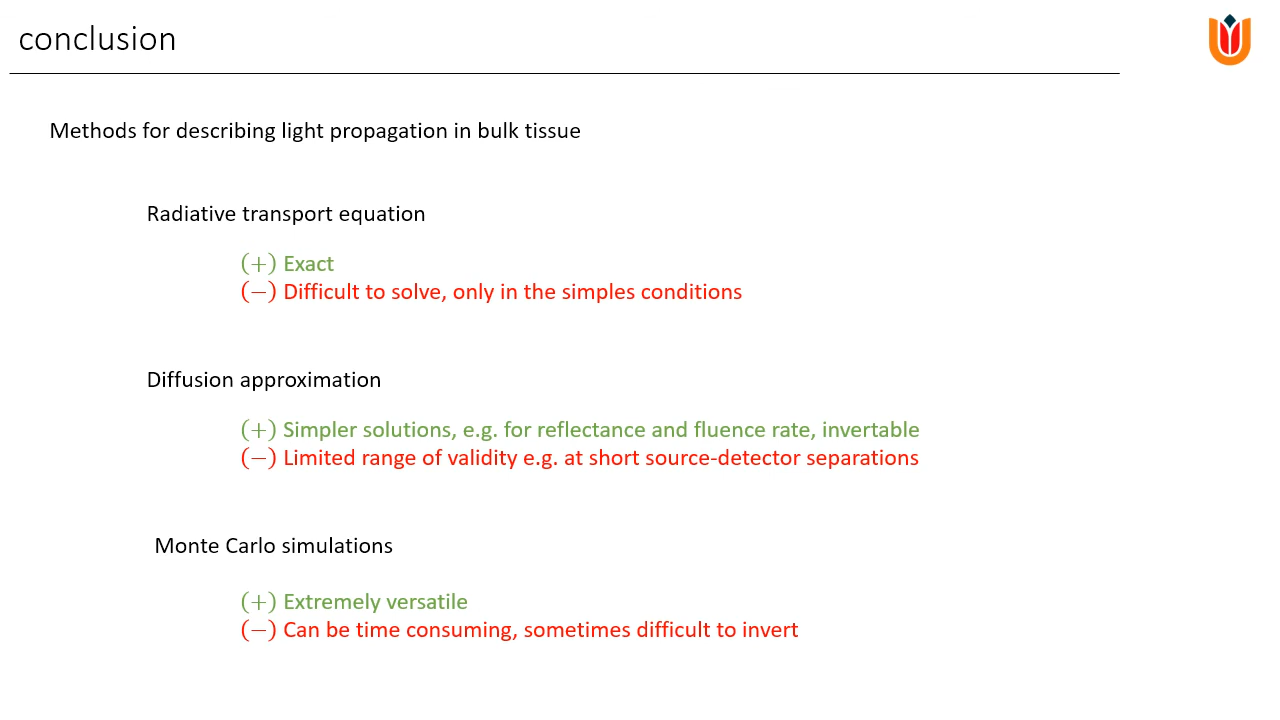 conclusion
Methods for describing light propagation in bulk tissue
Radiative transport equation
(+) Exact
(−) Difficult to solve, only in the simples conditions
Diffusion approximation
(+) Simpler solutions, e.g. for reflectance and fluence rate, invertable
(−) Limited range of validity e.g. at short source-detector separations
Monte Carlo simulations
(+) Extremely versatile
(−) Can be time consuming, sometimes difficult to invert